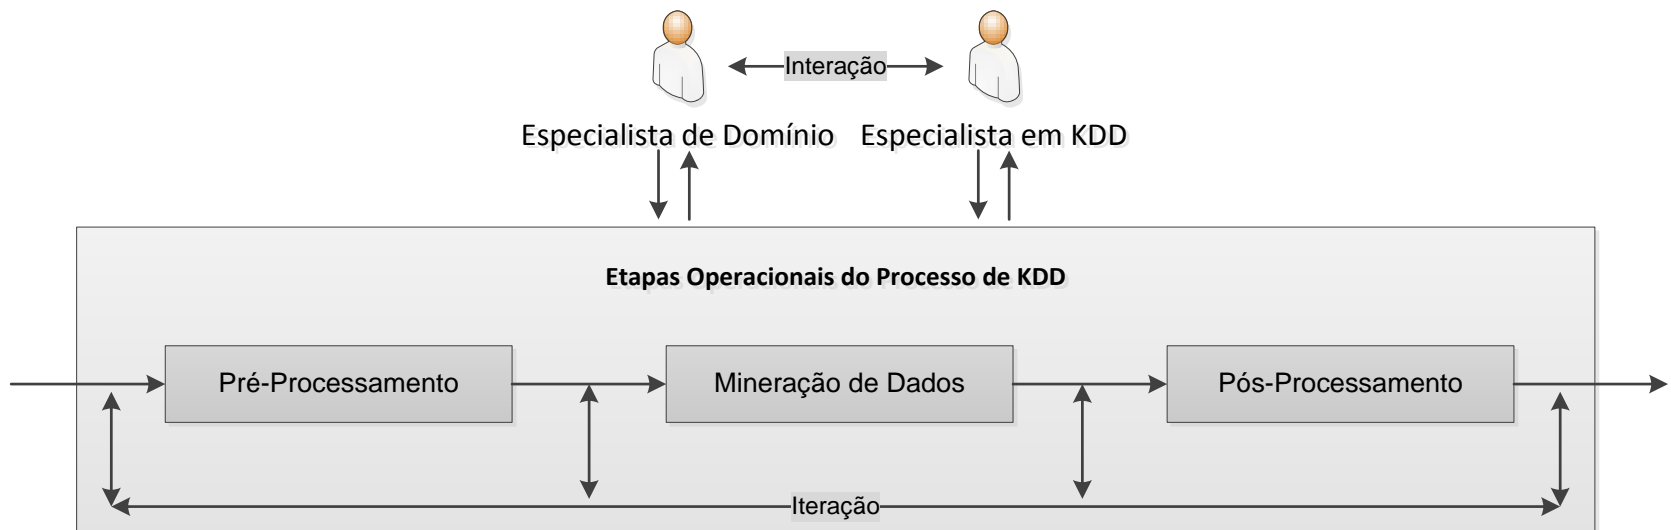 Interação
Especialista de Domínio
Especialista em KDD
Etapas Operacionais do Processo de KDD
Pré-Processamento
Mineração de Dados
Pós-Processamento
Iteração